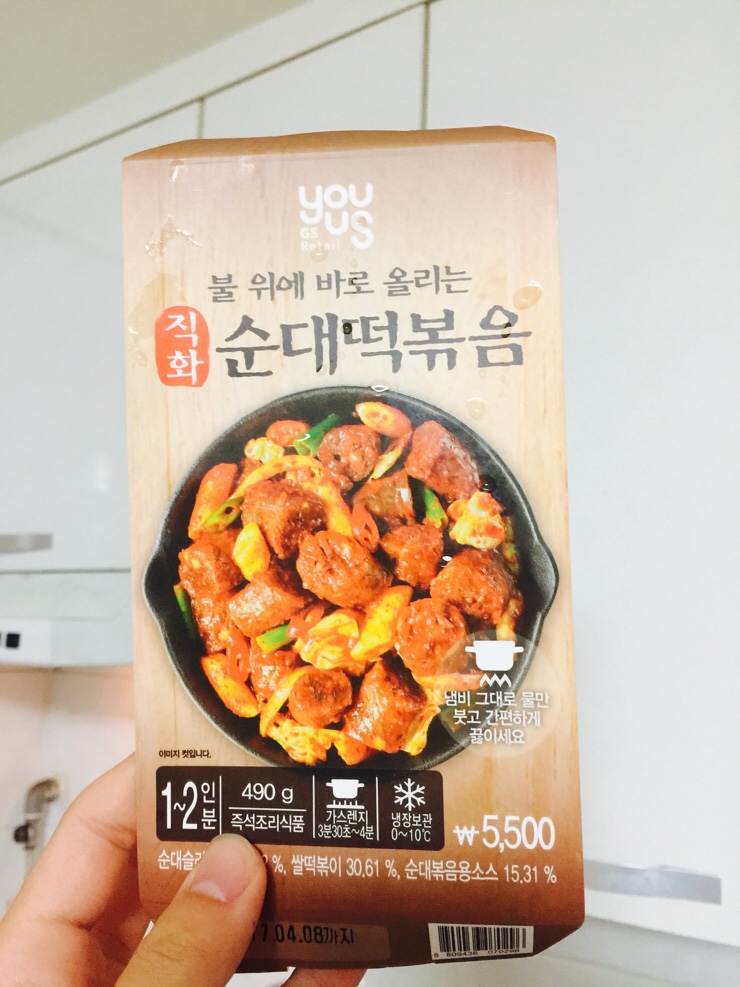 you
us
GS
Retail
불 위에 바로 올리는
직화
순대떡볶음
냄비 그대로 물만
붓고 간편하게
끓이세요
이미지 컷입니다.
1~2인분
490 g
즉석조리식품
가스렌지
3분30초~4분
냉장보관
0~10℃
₩5,500
%, 쌀떡볶이 30.61 %, 순대볶음용소스 15.31 %
7.04.08까지
8 809436 070298